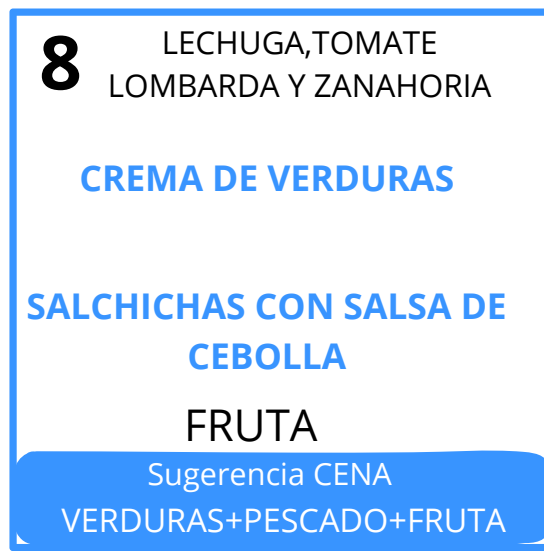 8
LECHUGA,TOMATE
LOMBARDA Y ZANAHORIA
CREMA DE VERDURAS
SALCHICHAS CON SALSA DE
CEBOLLA
FRUTA
Sugerencia CENA
VERDURAS+PESCADO+FRUTA